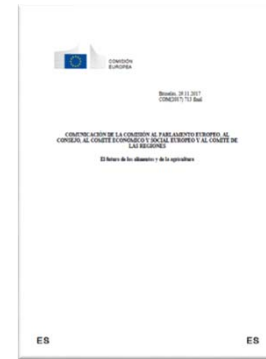 COMISIÓN
EUROPEA
Bruselas, 29.11.2017
COM(2017) 713 final
COMUNICACIÓN DE LA COMISIÓN AL PARLAMENTO EUROPEO, AL
CONSEJO, AL COMITÉ ECONÓMICO Y SOCIAL EUROPEO Y AL COMITÉ DE
LAS REGIONES
El futuro de los alimentos y de la agricultura
ES
ES